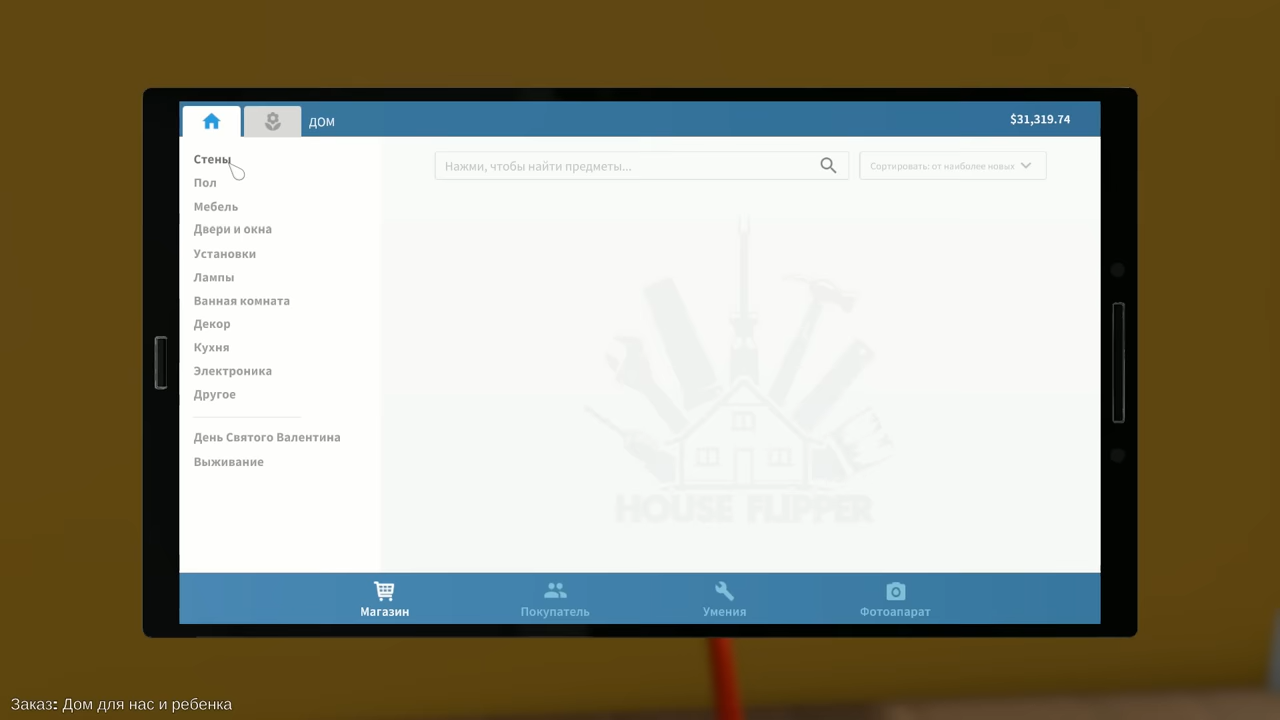 ДОМ
$31,319.74
Стены
Нажми, чтобы найти предметы...
Сортировать: от наиболее новых
Пол
Мебель
Двери и окна
Установки
Лампы
Ванная комната
Декор
Кухня
Электроника
Другое
День Святого Валентина
Выживание
HOUSE FLIPPER
Магазин
Покупатель
Умения
Фотоапарат
Заказ: Дом для нас и ребенка